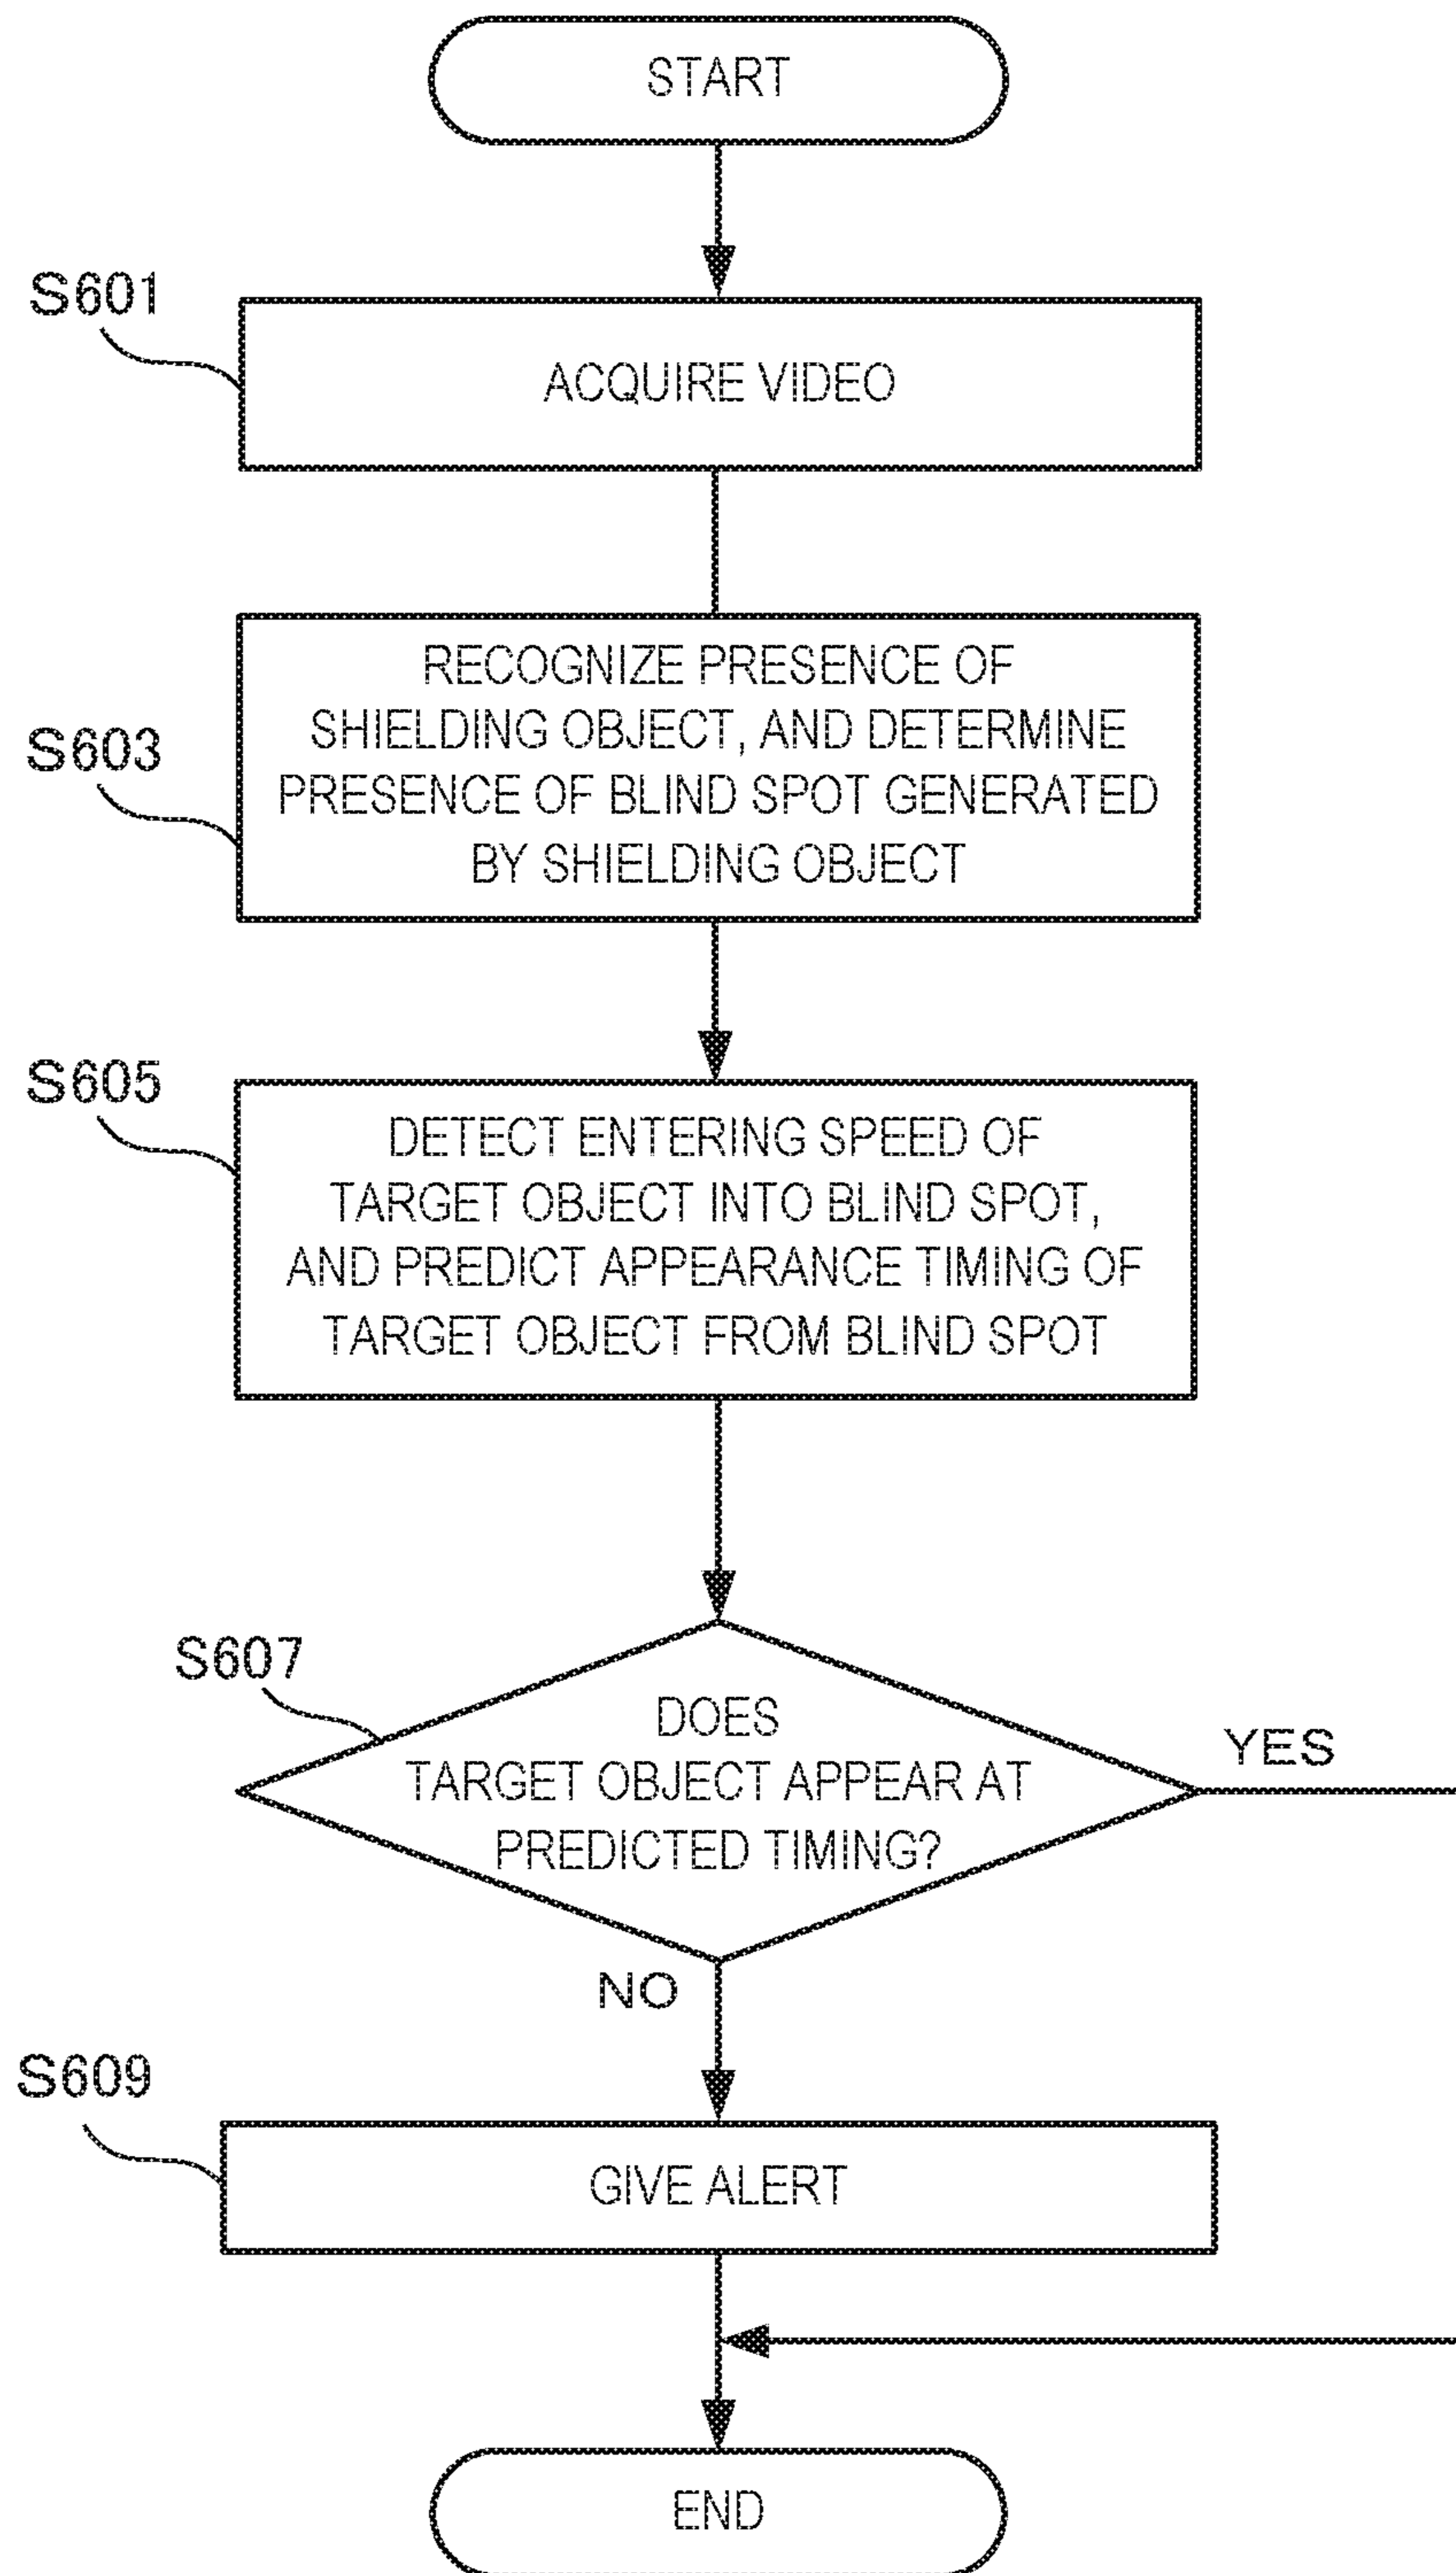 START
S601
ACQUIRE VIDEO
S603
RECOGNIZE PRESENCE OF
SHIELDING OBJECT, AND DETERMINE
PRESENCE OF BLIND SPOT GENERATED
BY SHIELDING OBJECT
S605
DETECT ENTERING SPEED OF
TARGET OBJECT INTO BLIND SPOT,
AND PREDICT APPEARANCE TIMING OF
TARGET OBJECT FROM BLIND SPOT
S607
DOES
TARGET OBJECT APPEAR AT
PREDICTED TIMING?
YES
NO
S609
GIVE ALERT
END